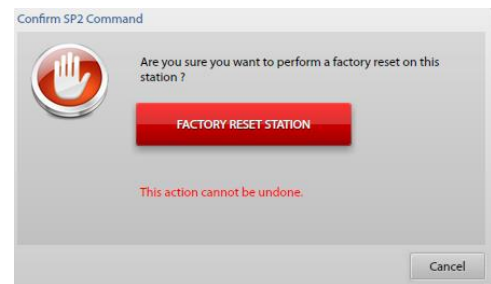 Confirm SP2 Command
Are you sure you want to perform a factory reset on this
station ?
FACTORY RESET STATION
This action cannot be undone.
Cancel